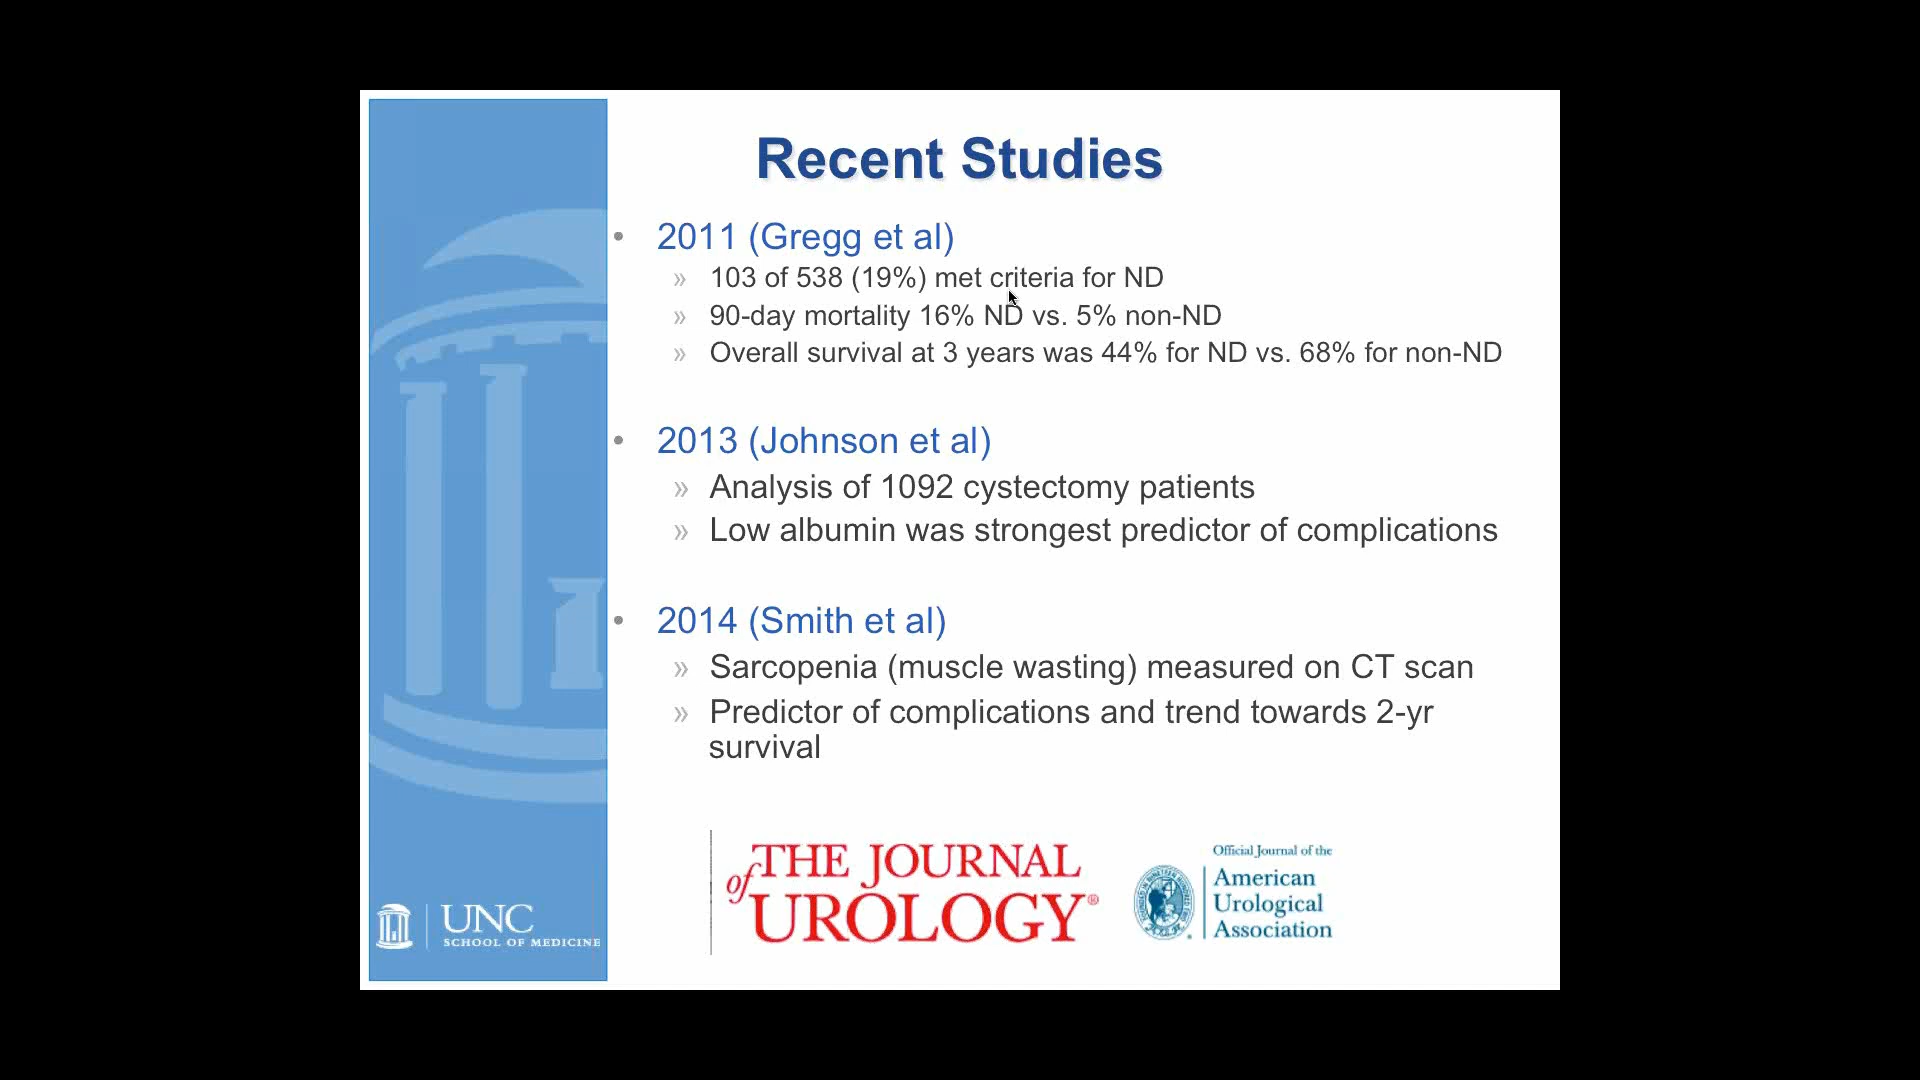 Recent Studies
• 2011 (Gregg et al)
» 103 of 538 (19%) met criteria for ND
» 90-day mortality 16% ND vs. 5% non-ND
» Overall survival at 3 years was 44% for ND vs. 68% for non-ND
• 2013 (Johnson et al)
» Analysis of 1092 cystectomy patients
» Low albumin was strongest predictor of complications
• 2014 (Smith et al)
» Sarcopenia (muscle wasting) measured on CT scan
» Predictor of complications and trend towards 2-yr
survival
THE JOURNAL
of UROLOGY®
Official Journal of the
American
Urological
Association
UNC
SCHOOL OF MEDICINE